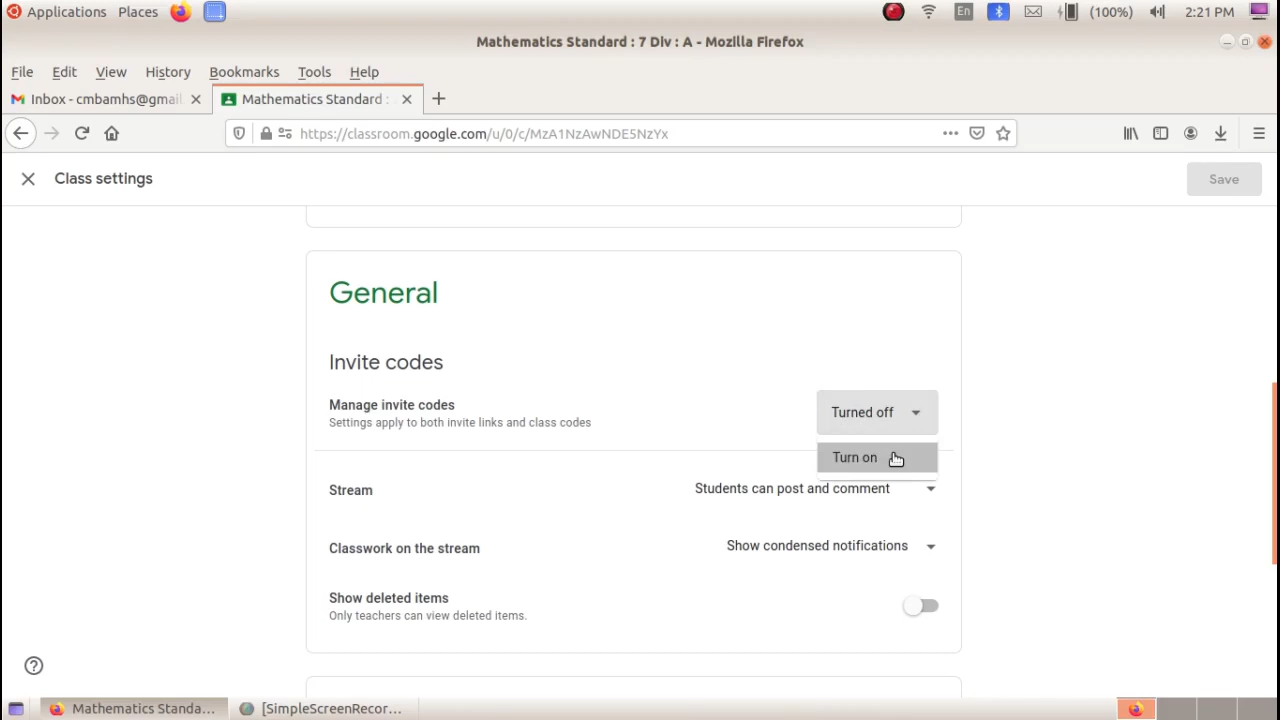 Applications Places En (100%) 2:21 PM
Mathematics Standard : 7 Div : A - Mozilla Firefox
File Edit View History Bookmarks Tools Help
Inbox - cmbamhs@gmail. Mathematics Standard :
https://classroom.google.com/u/0/c/MzA1NzAwNDE5NzYx
Class settings Save
General
Invite codes
Manage invite codes Turned off
Settings apply to both invite links and class codes
Turn on
Stream Students can post and comment
Classwork on the stream Show condensed notifications
Show deleted items
Only teachers can view deleted items.
Mathematics Standa... [SimpleScreenRecor...